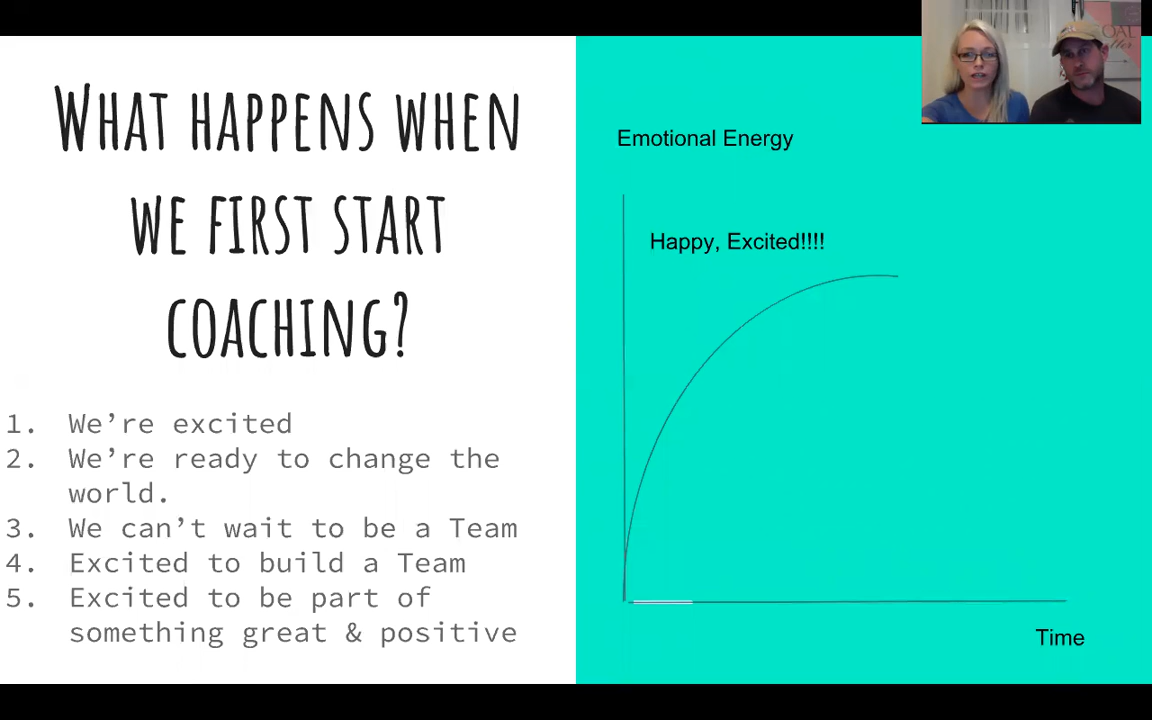 WHAT HAPPENS WHEN
WE FIRST START
COACHING?
1. We're excited
2. We're ready to change the
world.
3. We can't wait to be a Team
4. Excited to build a Team
5. Excited to be part of
something great & positive
Emotional Energy
Happy, Excited!!!!
Time